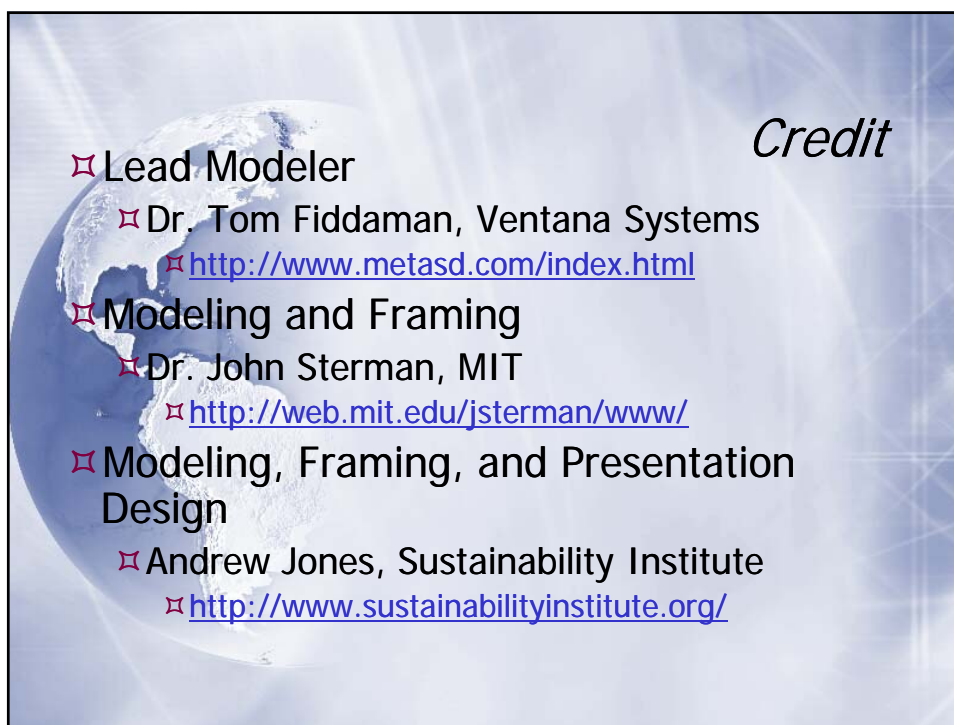 Credit
¤Lead Modeler
¤Dr. Tom Fiddaman, Ventana Systems
¤http://www.metasd.com/index.html
¤Modeling and Framing
¤Dr. John Sterman, MIT
¤http://web.mit.edu/jsterman/www/
¤Modeling, Framing, and Presentation
Design
¤Andrew Jones, Sustainability Institute
¤http://www.sustainabilityinstitute.org/